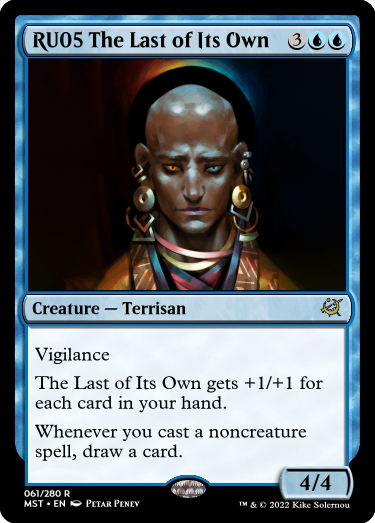 RU05 The Last of Its Own 3
Creature — Terrisan
Vigilance
The Last of Its Own gets +1/+1 for
each card in your hand.
Whenever you cast a noncreature
spell, draw a card.
4/4
061/280 R
MST • EN Petar Penev
™ & © 2022 Kike Solernou